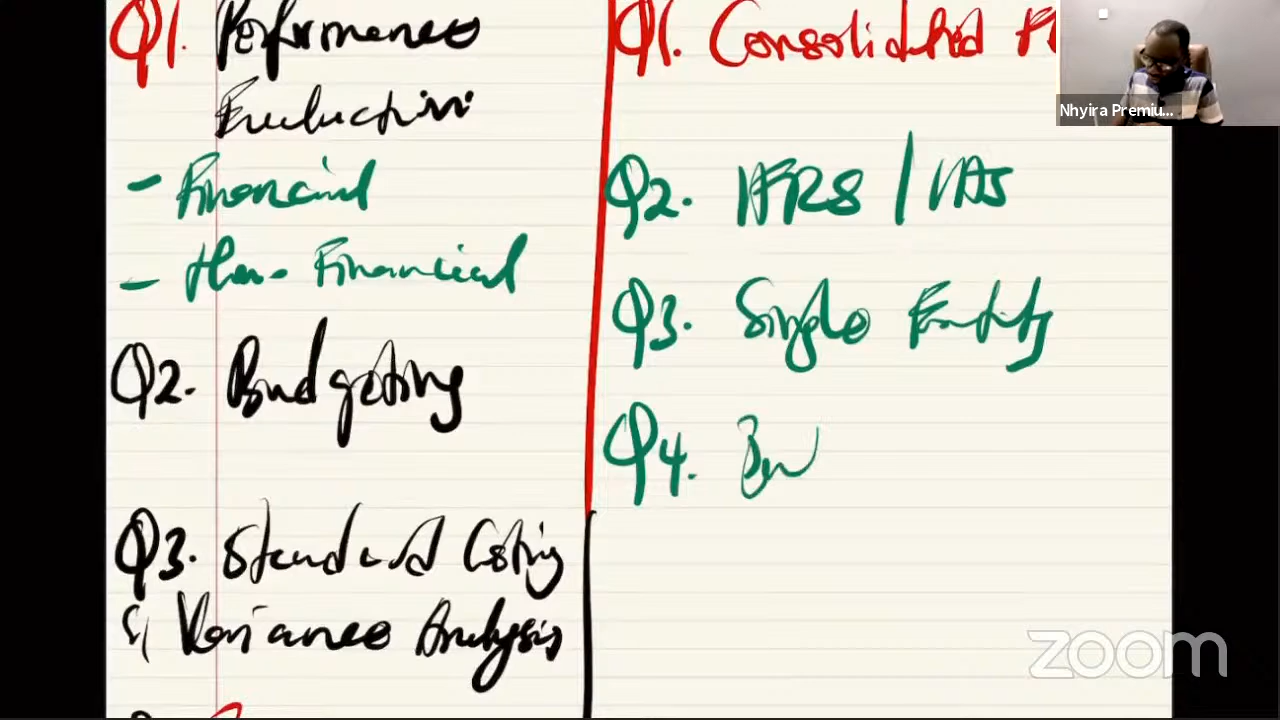 Q1. Performance
Evaluation
- Financial
- Non-Financial
Q2. Budgeting
Q3. Standard Costing
& Variance Analysis
Q1. Consolidated
Q2. IFRS / IAS
Q3. Single Entity
Q4.
Nhyira Premiu...
zoom